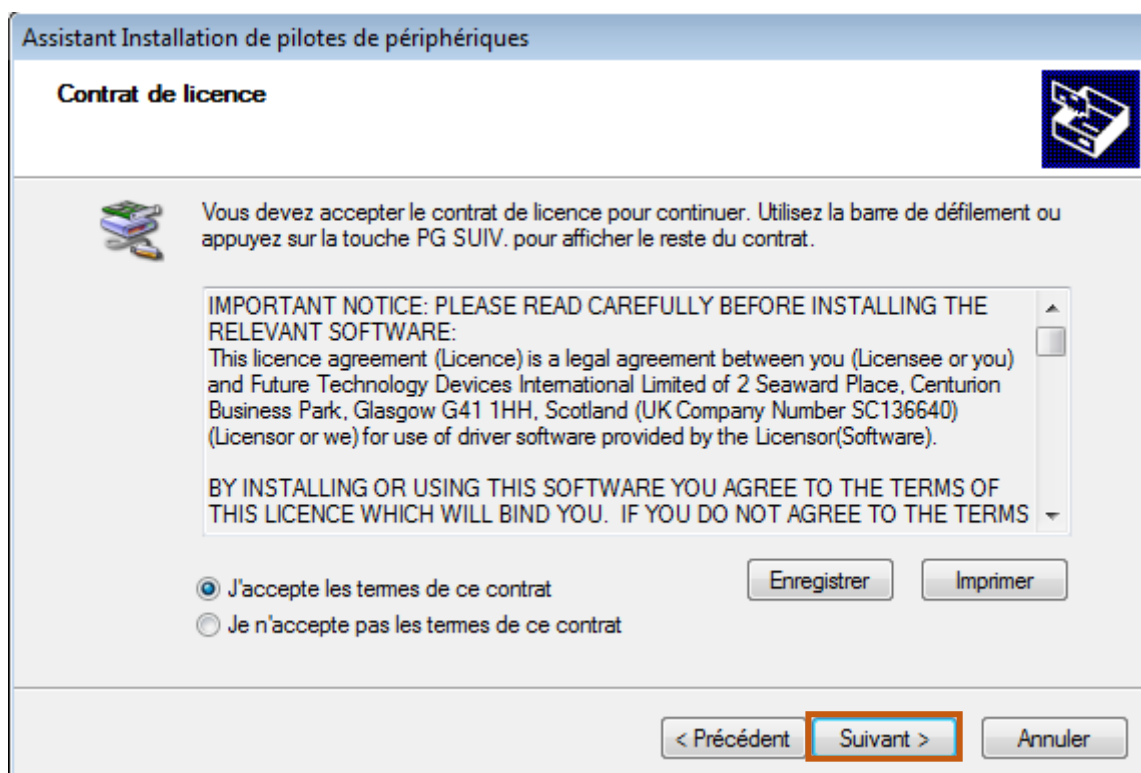 Assistant Installation de pilotes de périphériques
Contrat de licence
Vous devez accepter le contrat de licence pour continuer. Utilisez la barre de défilement ou
appuyez sur la touche PG SUIV. pour afficher le reste du contrat.
IMPORTANT NOTICE: PLEASE READ CAREFULLY BEFORE INSTALLING THE
RELEVANT SOFTWARE:
This licence agreement (Licence) is a legal agreement between you (Licensee or you)
and Future Technology Devices International Limited of 2 Seaward Place, Centurion
Business Park, Glasgow G41 1HH, Scotland (UK Company Number SC136640)
(Licensor or we) for use of driver software provided by the Licensor(Software).
BY INSTALLING OR USING THIS SOFTWARE YOU AGREE TO THE TERMS OF
THIS LICENCE WHICH WILL BIND YOU. IF YOU DO NOT AGREE TO THE TERMS
J'accepte les termes de ce contrat
Enregistrer
Imprimer
Je n'accepte pas les termes de ce contrat
< Précédent
Suivant >
Annuler